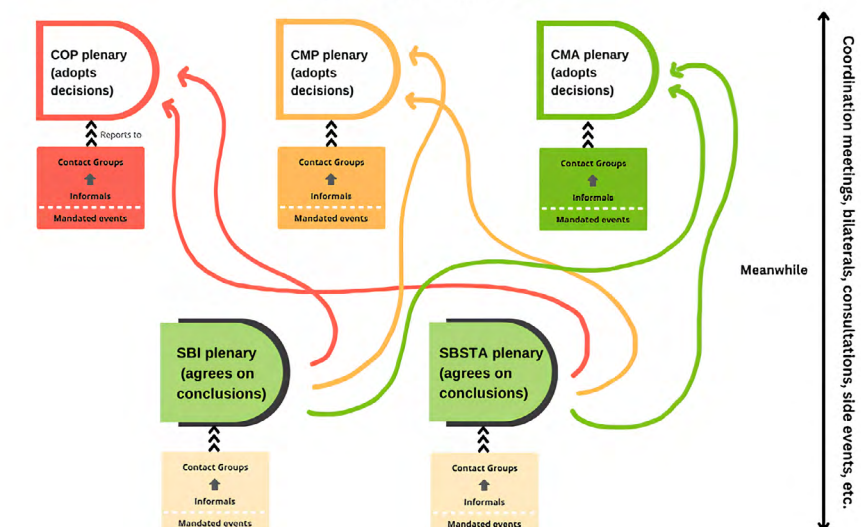 COP plenary
(adopts
decisions)
CMP plenary
(adopts
decisions)
CMA plenary
(adopts
decisions)
Reports to
Contact Groups
Informals
Mandated events
Contact Groups
Informals
Mandated events
Contact Groups
Informals
Mandated events
Meanwhile
Coordination meetings, bilaterals, consultations, side events, etc.
SBI plenary
(agrees on
conclusions)
SBSTA plenary
(agrees on
conclusions)
Contact Groups
Informals
Mandated events
Contact Groups
Informals
Mandated events